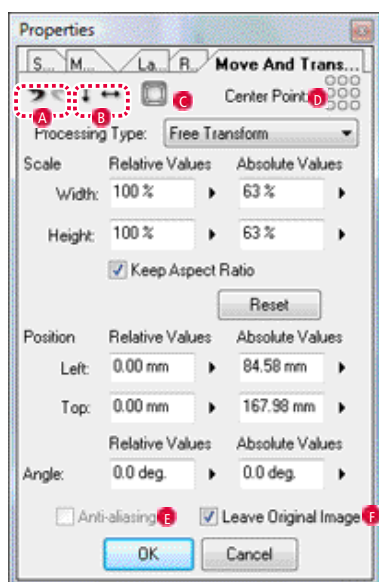 Properties
S... M... La... R.. Move And Trans...
A B C Center Point: D
Processing Type: Free Transform
Scale Relative Values Absolute Values
Width: 100 % 63 %
Height: 100 % 63 %
Keep Aspect Ratio
Reset
Position Relative Values Absolute Values
Left: 0.00 mm 84.58 mm
Top: 0.00 mm 167.98 mm
Relative Values Absolute Values
Angle: 0.0 deg. 0.0 deg.
Anti-aliasing E Leave Original Image F
OK Cancel